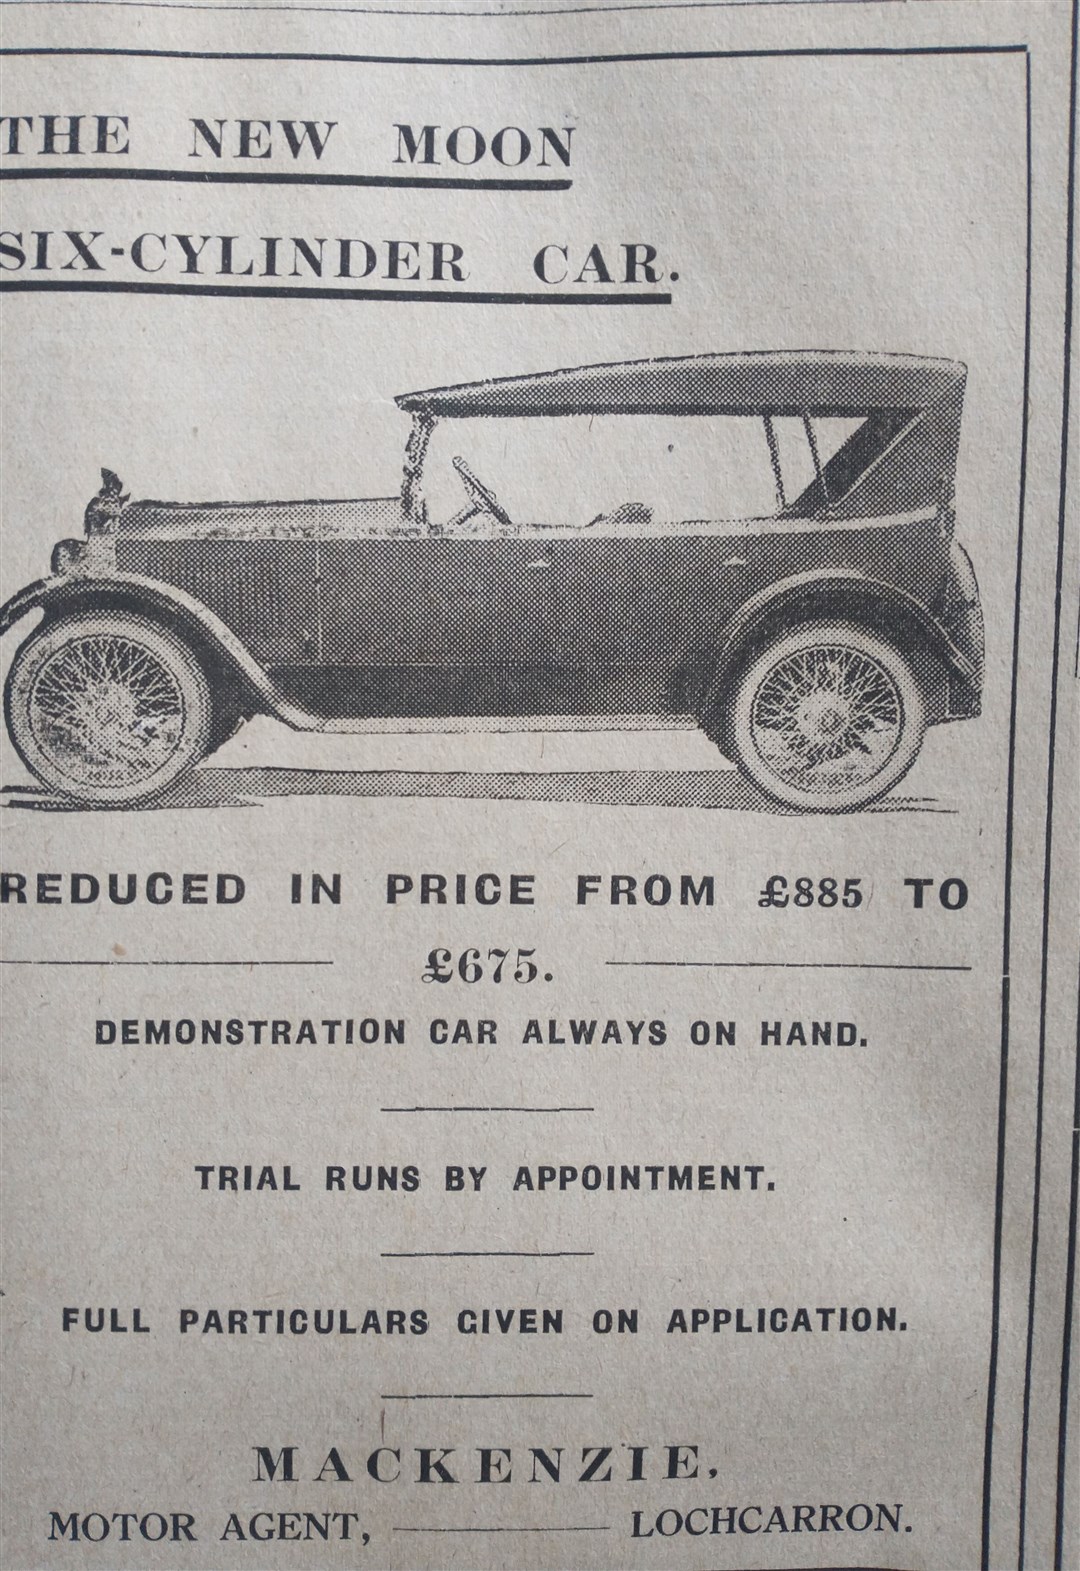 THE NEW MOON
SIX-CYLINDER CAR.
REDUCED IN PRICE FROM £885 TO
£675.
DEMONSTRATION CAR ALWAYS ON HAND.
TRIAL RUNS BY APPOINTMENT.
FULL PARTICULARS GIVEN ON APPLICATION.
MACKENZIE,
MOTOR AGENT, LOCHCARRON.